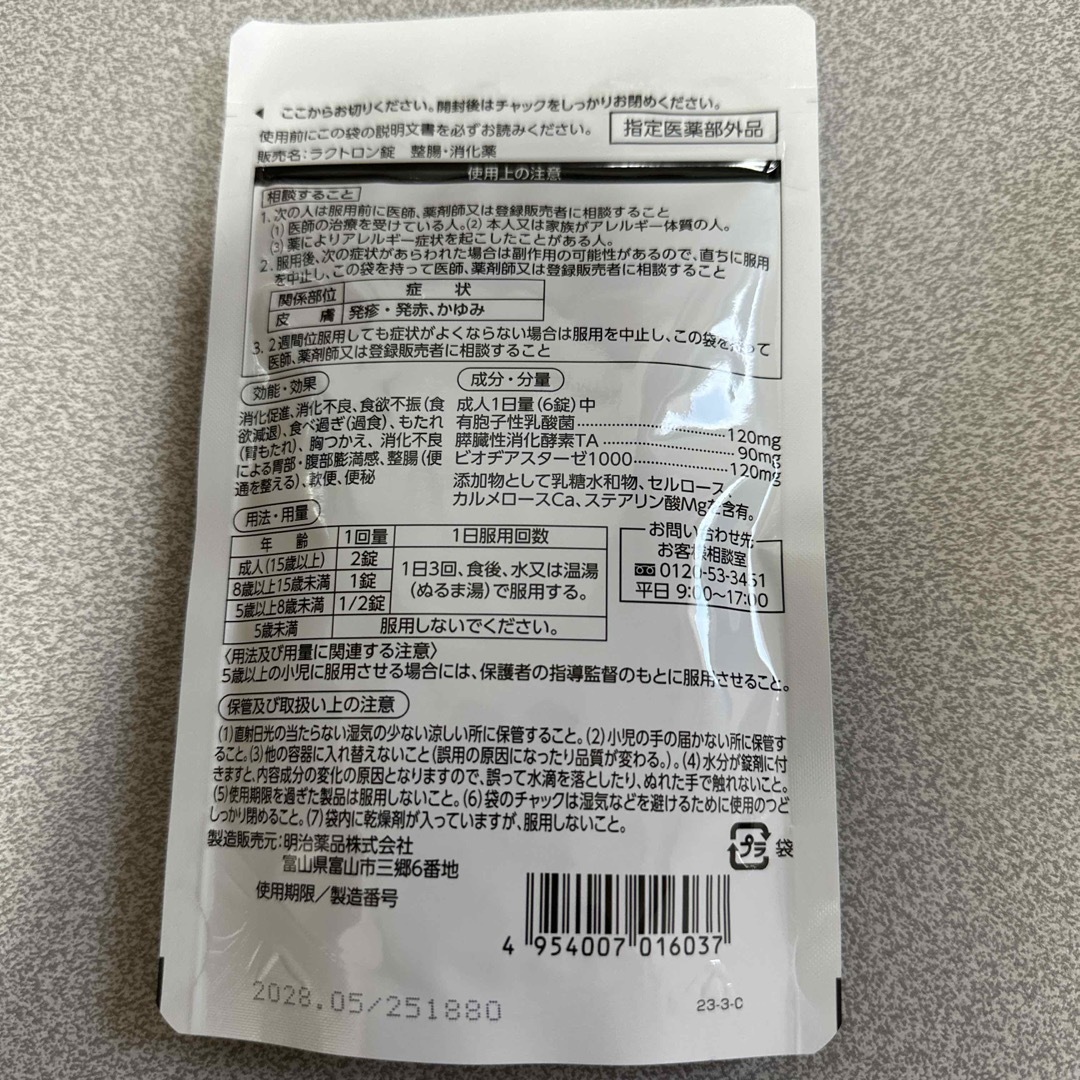 ここからお切りください。開封後はチャックをしっかりお閉めください。
使用前にこの袋の説明文書を必ずお読みください。
指定医薬部外品
販売名:ラクトロン錠 整腸・消化薬
使用上の注意
相談すること
1. 次の人は服用前に医師、薬剤師又は登録販売者に相談すること
(1) 医師の治療を受けている人。(2) 本人又は家族がアレルギー体質の人。
(3) 薬によりアレルギー症状を起こしたことがある人。
2. 服用後、次の症状があらわれた場合は副作用の可能性があるので、直ちに服用
を中止し、この袋を持って医師、薬剤師又は登録販売者に相談すること
関係部位 症状
皮膚 発疹・発赤、かゆみ
3. 2週間位服用しても症状がよくならない場合は服用を中止し、この袋を持って
医師、薬剤師又は登録販売者に相談すること
効能・効果
消化促進、消化不良、食欲不振(食
欲減退)、食べ過ぎ(過食)、もたれ
(胃もたれ)、胸つかえ、消化不良
による胃部・腹部膨満感、整腸(便
通を整える)、軟便、便秘
成分・分量
成人1日量(6錠)中
有胞子性乳酸菌 120mg
膵臓性消化酵素TA 90mg
ビオヂアスターゼ1000 120mg
添加物として乳糖水和物、セルロース、
カルメロースCa、ステアリン酸Mgを含有。
用法・用量
年齢 1回量 1日服用回数
成人(15歳以上) 2錠
8歳以上15歳未満 1錠
5歳以上8歳未満 1/2錠
1日3回、食後、水又は温湯
(ぬるま湯)で服用する。
5歳未満 服用しないでください。
お問い合わせ先
お客様相談室
0120-53-3451
平日 9:00~17:00
〈用法及び用量に関連する注意〉
5歳以上の小児に服用させる場合には、保護者の指導監督のもとに服用させること。
保管及び取扱い上の注意
(1)直射日光の当たらない湿気の少ない涼しい所に保管すること。(2)小児の手の届かない所に保管す
ること。(3)他の容器に入れ替えないこと(誤用の原因になったり品質が変わる。)。(4)水分が錠剤に付
きますと、内容成分の変化の原因となりますので、誤って水滴を落としたり、ぬれた手で触れないこと。
(5)使用期限を過ぎた製品は服用しないこと。(6)袋のチャックは湿気などを避けるために使用のつど
しっかり閉めること。(7)袋内に乾燥剤が入っていますが、服用しないこと。
製造販売元:明治薬品株式会社
富山県富山市三郷6番地
プラ 袋
使用期限/製造番号
4 954007 016037
2028.05/251880
23-3-C